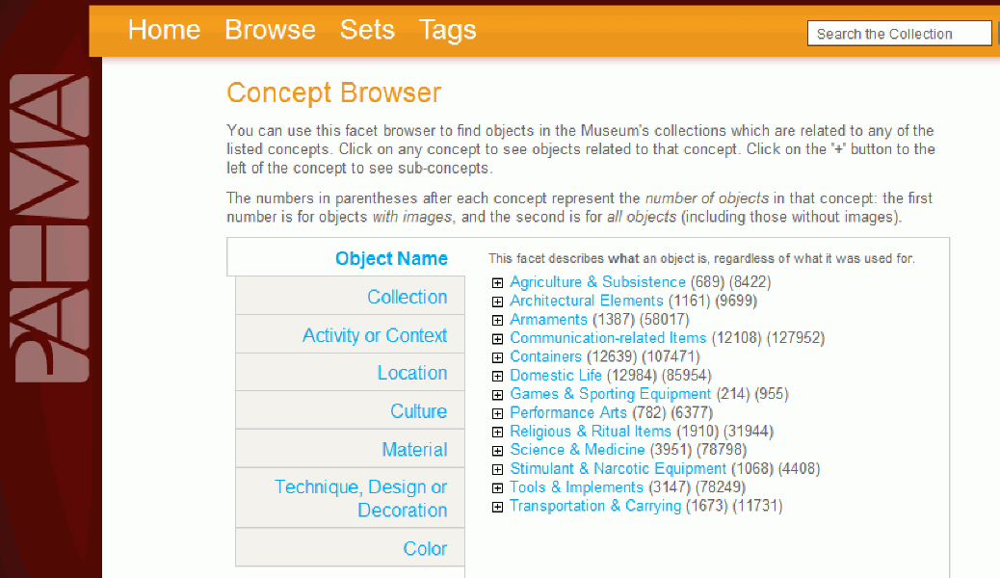 Home Browse Sets Tags
Search the Collection
PAHMA
Concept Browser
You can use this facet browser to find objects in the Museum's collections which are related to any of the
listed concepts. Click on any concept to see objects related to that concept. Click on the '+' button to the
left of the concept to see sub-concepts.
The numbers in parentheses after each concept represent the number of objects in that concept: the first
number is for objects with images, and the second is for all objects (including those without images).
Object Name
Collection
Activity or Context
Location
Culture
Material
Technique, Design or
Decoration
Color
This facet describes what an object is, regardless of what it was used for.
Agriculture & Subsistence (689) (8422)
Architectural Elements (1161) (9699)
Armaments (1387) (58017)
Communication-related Items (12108) (127952)
Containers (12639) (107471)
Domestic Life (12984) (85954)
Games & Sporting Equipment (214) (955)
Performance Arts (782) (6377)
Religious & Ritual Items (1910) (31944)
Science & Medicine (3951) (78798)
Stimulant & Narcotic Equipment (1068) (4408)
Tools & Implements (3147) (78249)
Transportation & Carrying (1673) (11731)